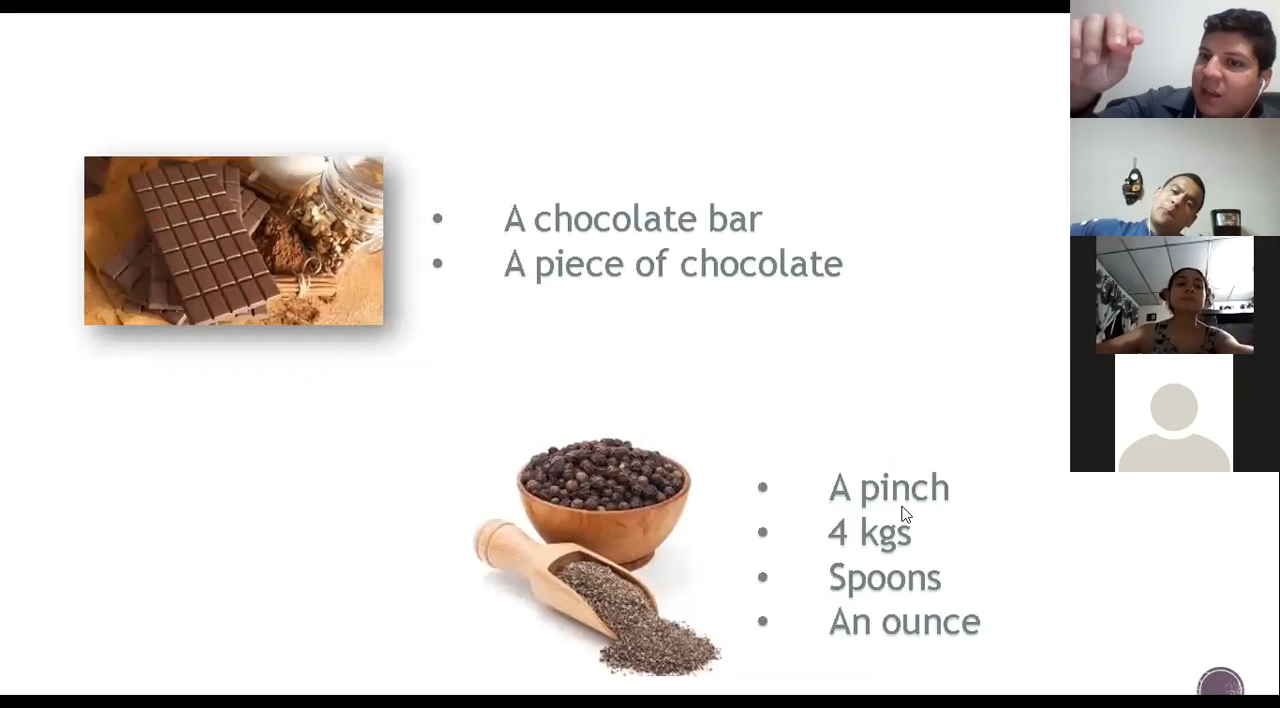 • A chocolate bar
• A piece of chocolate
• A pinch
• 4 kgs
• Spoons
• An ounce